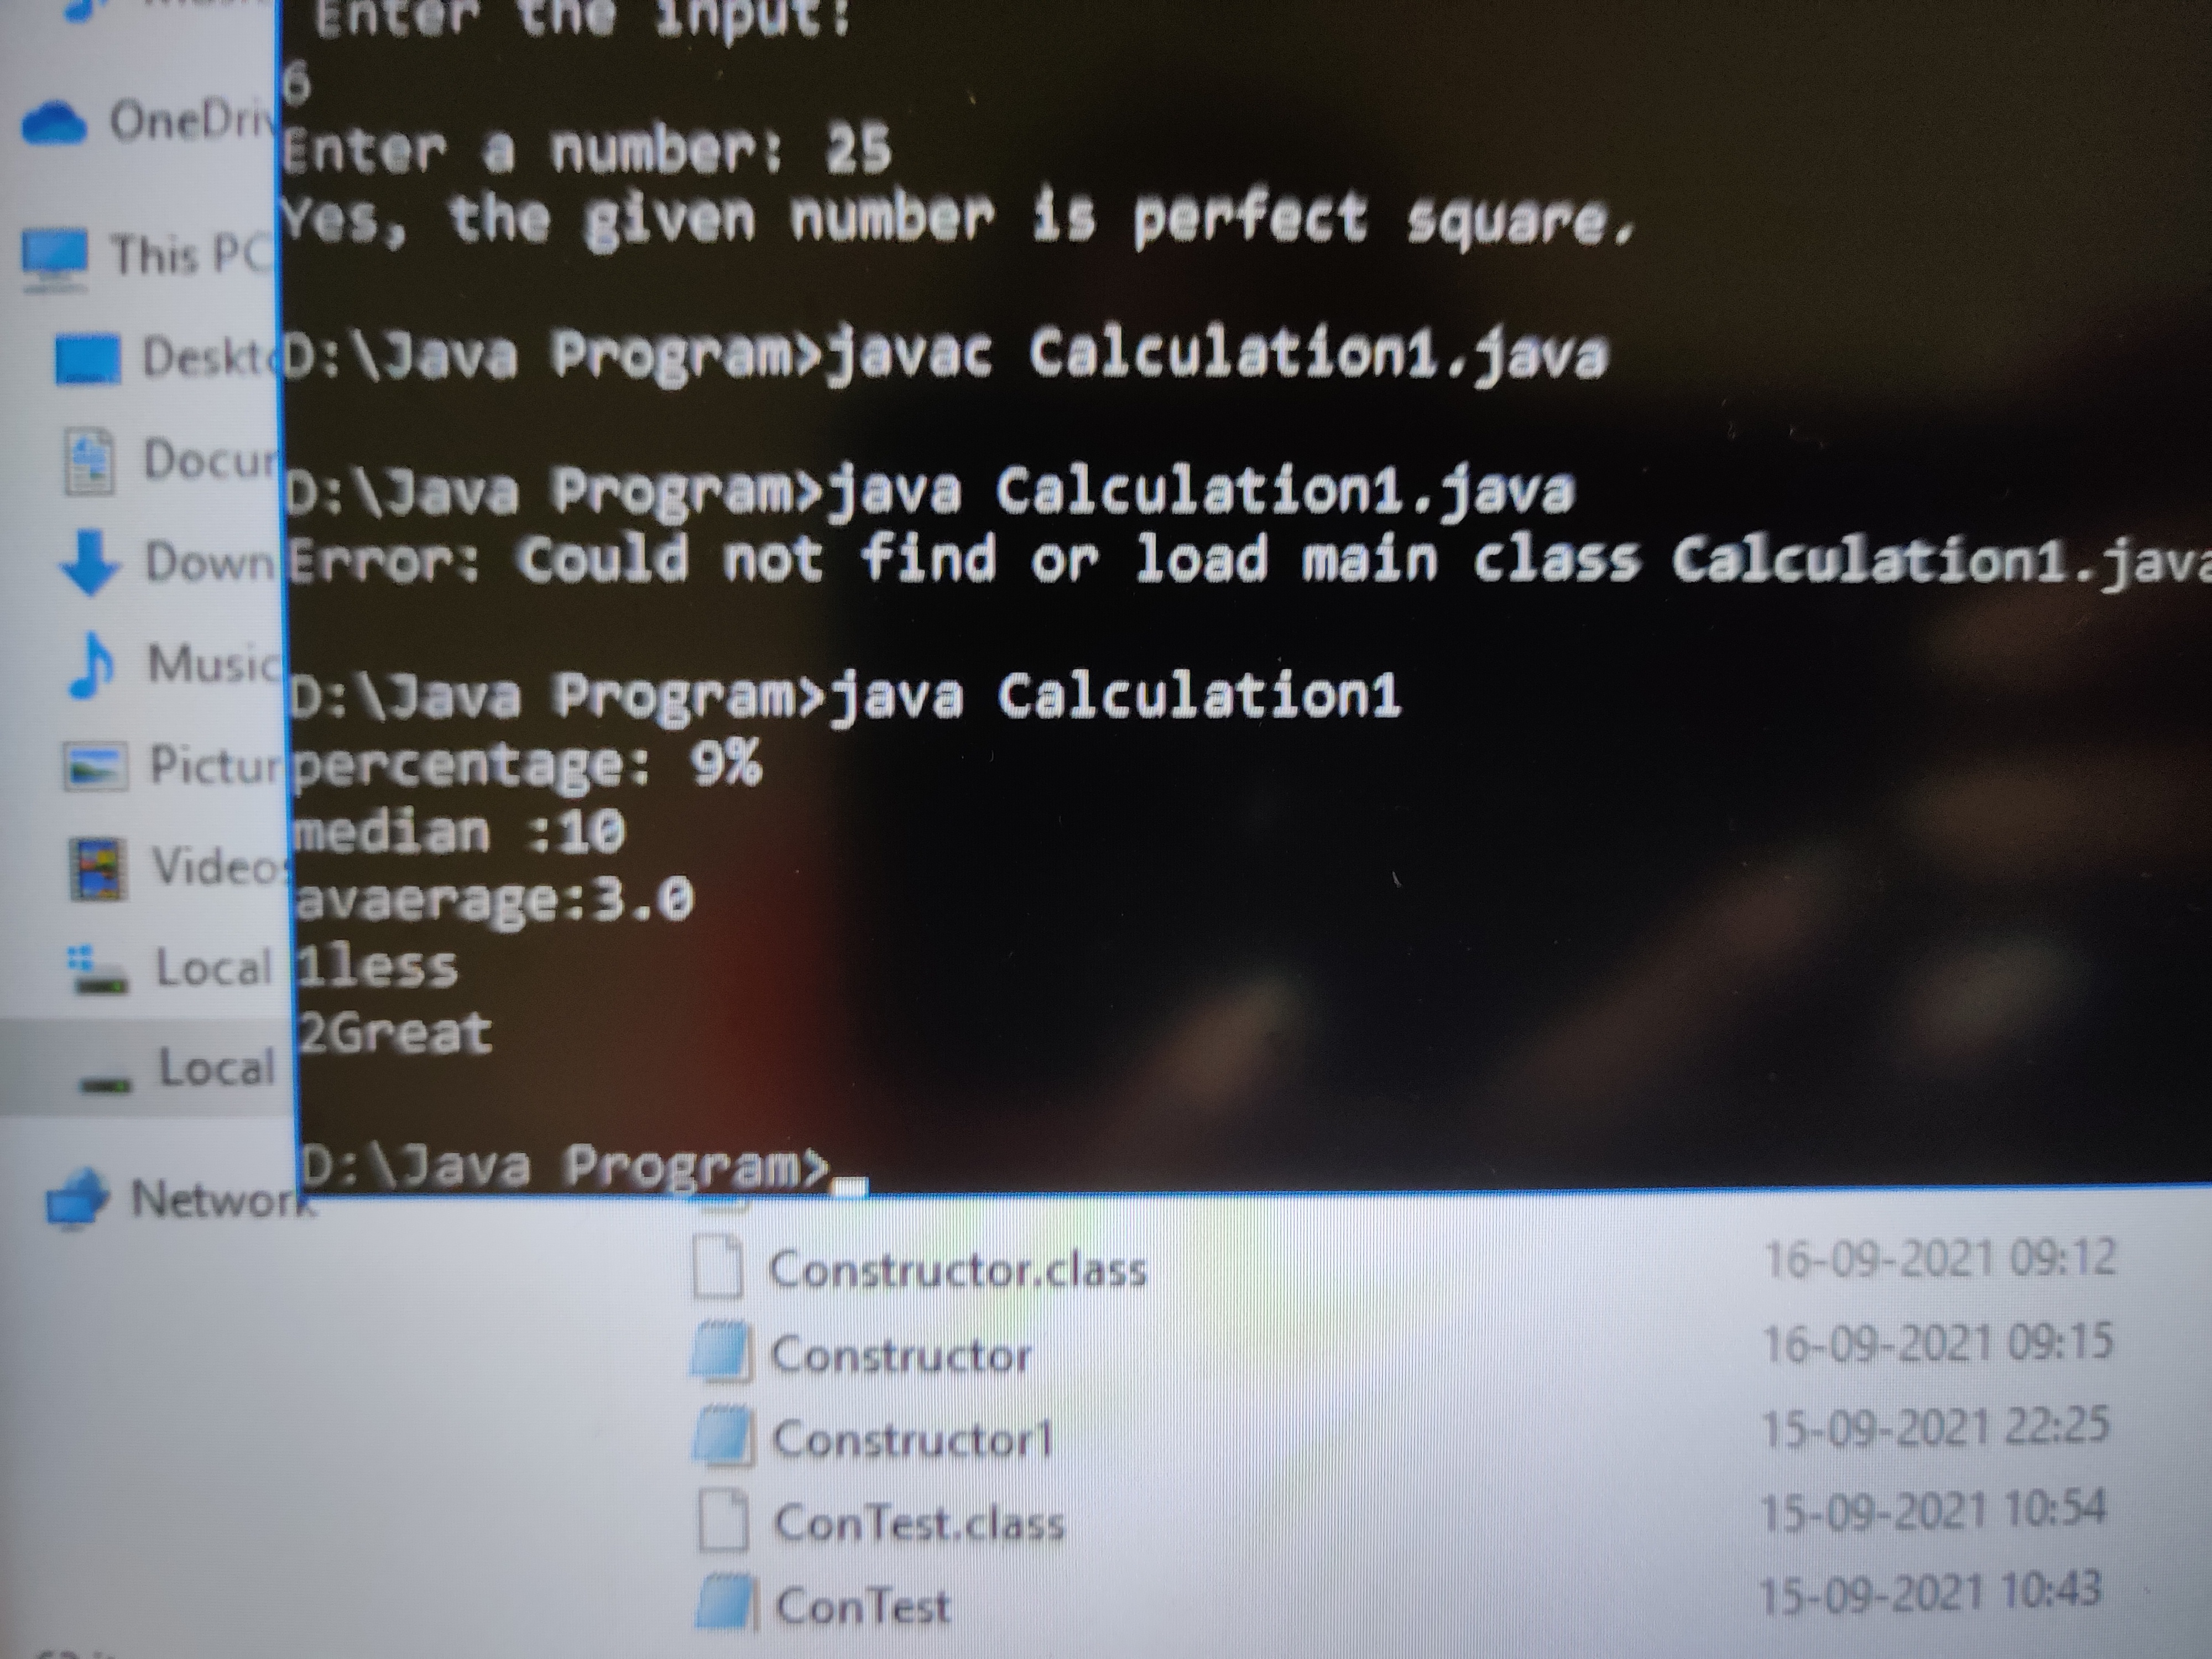 Enter the input:
6
Enter a number: 25
Yes, the given number is perfect square.
D:\Java Program>javac Calculation1.java
D:\Java Program>java Calculation1.java
Error: Could not find or load main class Calculation1.java
D:\Java Program>java Calculation1
percentage: 9%
median :10
avaerage:3.0
1less
2Great
D:\Java Program>
OneDriv
This PC
Deskto
Docur
Down
Music
Pictur
Videos
Local
Local
Network
Constructor.class 16-09-2021 09:12
Constructor 16-09-2021 09:15
Constructor1 15-09-2021 22:25
ConTest.class 15-09-2021 10:54
ConTest 15-09-2021 10:43